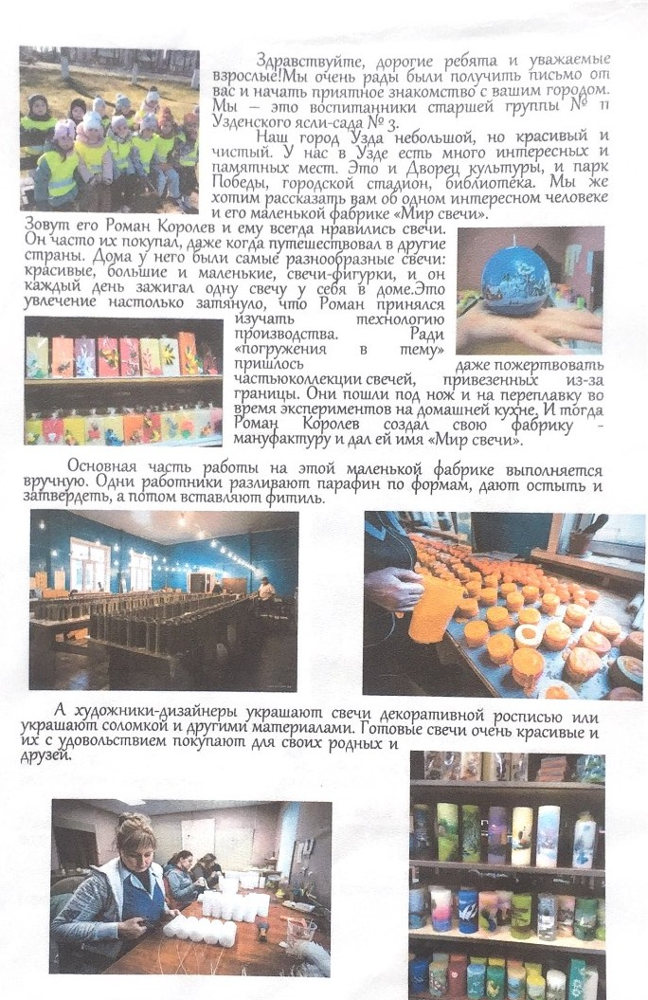 Здравствуйте, дорогие ребята и уважаемые
взрослые!Мы очень рады были получить письмо от
вас и начать приятное знакомство с вашим городом.
Мы – это воспитанники старшей группы № 11
Узденского ясли-сада № 3.
Наш город Узда небольшой, но красивый и
чистый. У нас в Узде есть много интересных и
памятных мест. Это и Дворец культуры, и парк
Победы, городской стадион, библиотека. Мы же
хотим рассказать вам об одном интересном человеке
и его маленькой фабрике «Мир свечи».
Зовут его Роман Королев и ему всегда нравились свечи.
Он часто их покупал, даже когда путешествовал в другие
страны. Дома у него были самые разнообразные свечи:
красивые, большие и маленькие, свечи-фигурки, и он
каждый день зажигал одну свечу у себя в доме.Это
увлечение настолько затянуло, что Роман принялся
изучать технологию
производства. Ради
«погружения в тему»
пришлось даже пожертвовать
частьюколлекции свечей, привезенных из-за
границы. Они пошли под нож и на переплавку во
время экспериментов на домашней кухне. И тогда
Роман Королев создал свою фабрику -
мануфактуру и дал ей имя «Мир свечи».
Основная часть работы на этой маленькой фабрике выполняется
вручную. Одни работники разливают парафин по формам, дают остыть и
затвердеть, а потом вставляют фитиль.
А художники-дизайнеры украшают свечи декоративной росписью или
украшают соломкой и другими материалами. Готовые свечи очень красивые и
их с удовольствием покупают для своих родных и
друзей.